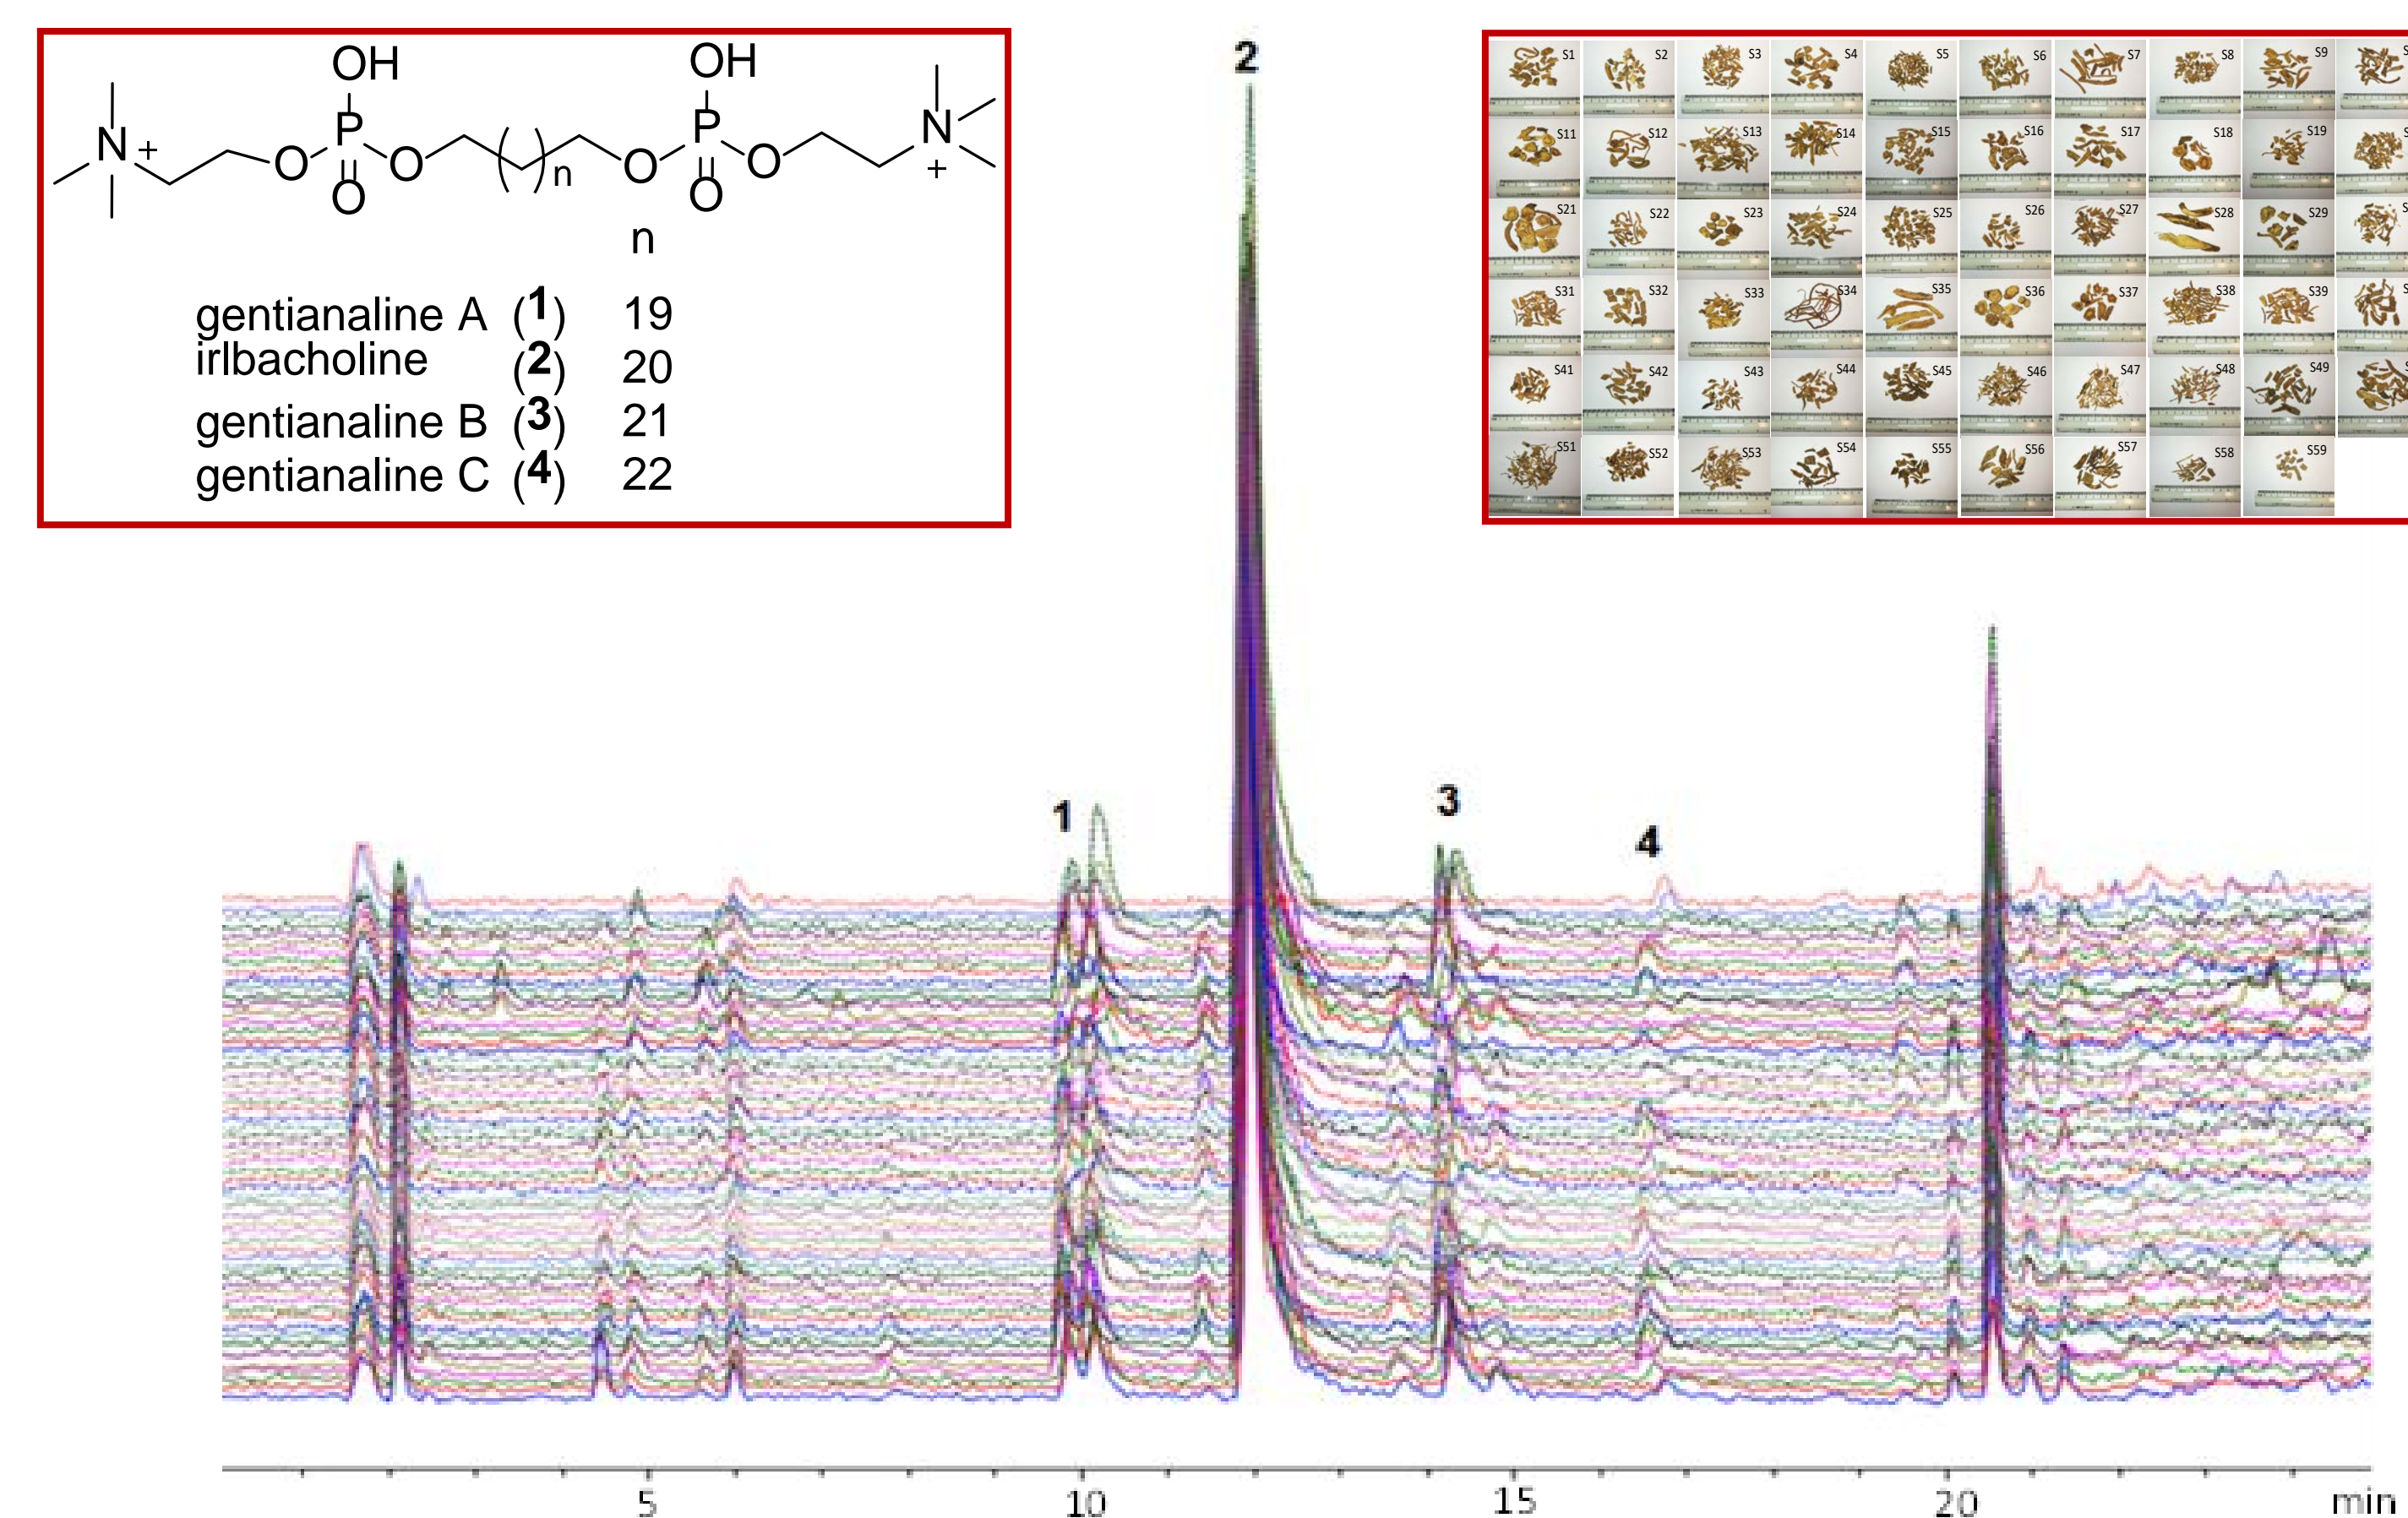 OH OH
N + O P O O P O N +
O O
( ) n
n
gentianaline A (1) 19
irlbacholine (2) 20
gentianaline B (3) 21
gentianaline C (4) 22
2
S1 S2 S3 S4 S5 S6 S7 S8 S9
S11 S12 S13 S14 S15 S16 S17 S18 S19
S21 S22 S23 S24 S25 S26 S27 S28 S29
S31 S32 S33 S34 S35 S36 S37 S38 S39
S41 S42 S43 S44 S45 S46 S47 S48 S49
S51 S52 S53 S54 S55 S56 S57 S58 S59
1 3 4
5 10 15 20 min